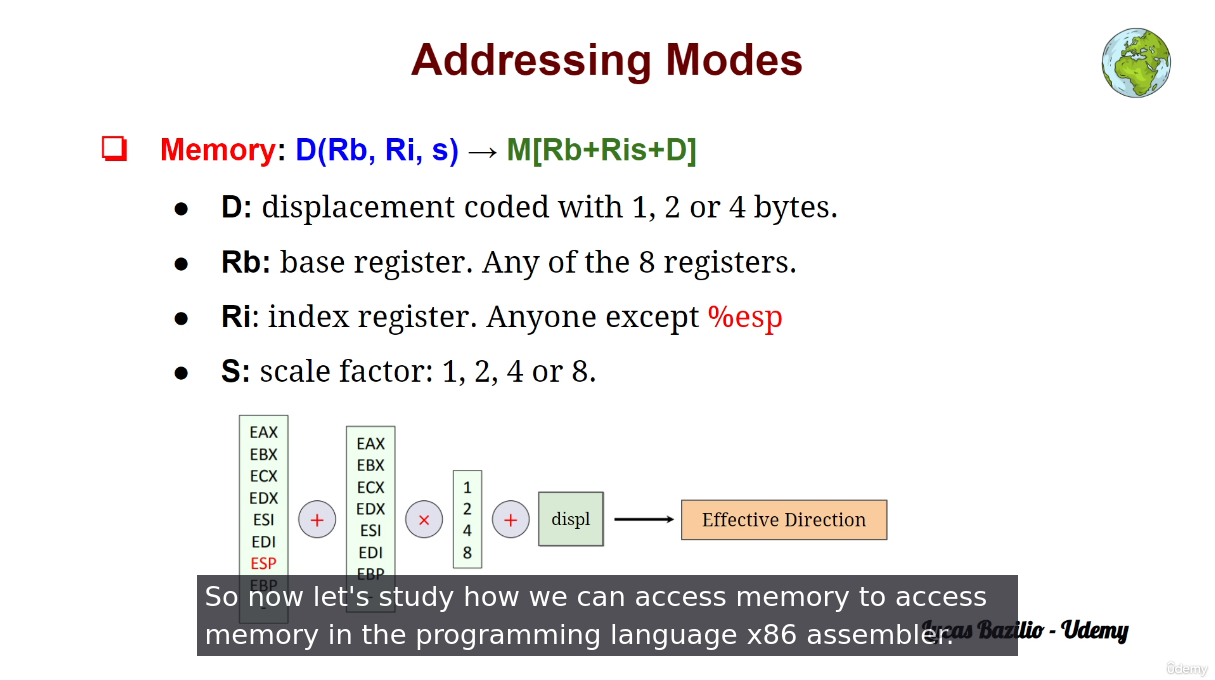 Addressing Modes
❏ Memory: D(Rb, Ri, s) → M[Rb+Ris+D]
● D: displacement coded with 1, 2 or 4 bytes.
● Rb: base register. Any of the 8 registers.
● Ri: index register. Anyone except %esp
● S: scale factor: 1, 2, 4 or 8.
EAX
EBX
ECX
EDX
ESI
EDI
ESP
EBP
-
+
EAX
EBX
ECX
EDX
ESI
EDI
EBP
×
1
2
4
8
+
displ
Effective Direction
So now let's study how we can access memory to access
memory in the programming language x86 assembler.
Lucas Bazilio - Udemy
ûdemy